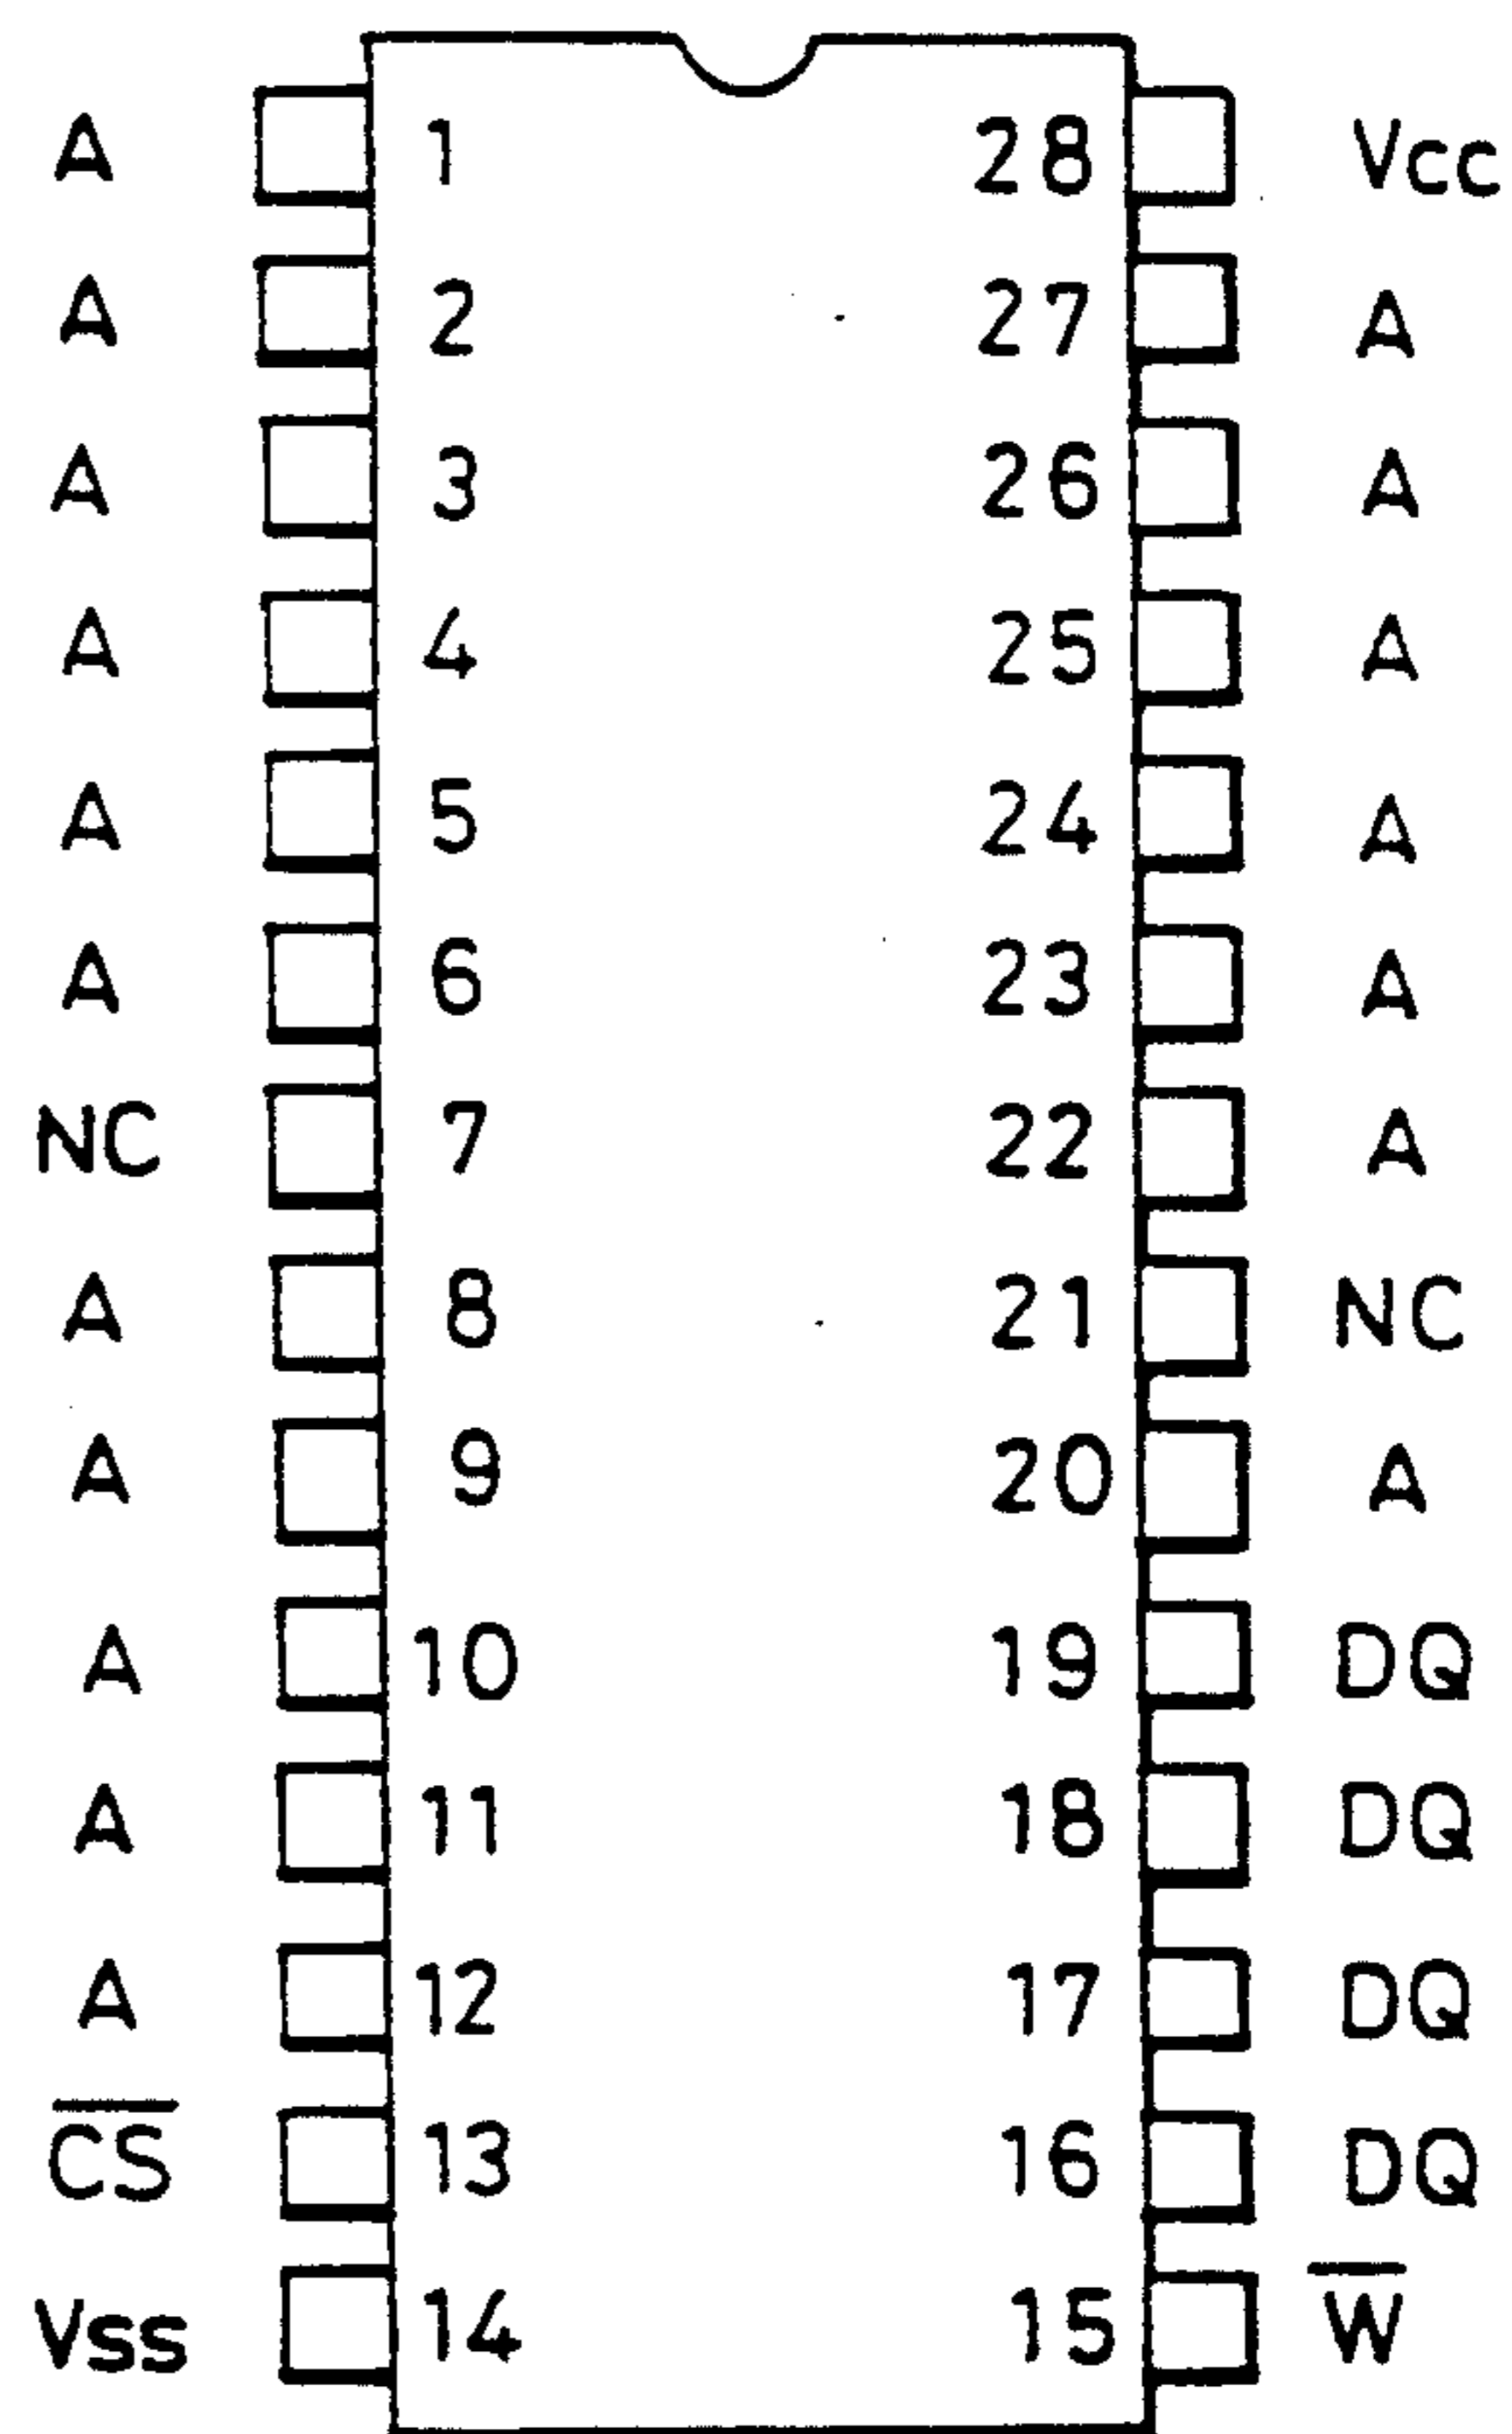 A 1 28 Vcc
A 2 27 A
A 3 26 A
A 4 25 A
A 5 24 A
A 6 23 A
NC 7 22 A
A 8 21 NC
A 9 20 A
A 10 19 DQ
A 11 18 DQ
A 12 17 DQ
C̅S̅ 13 16 DQ
Vss 14 15 W̅